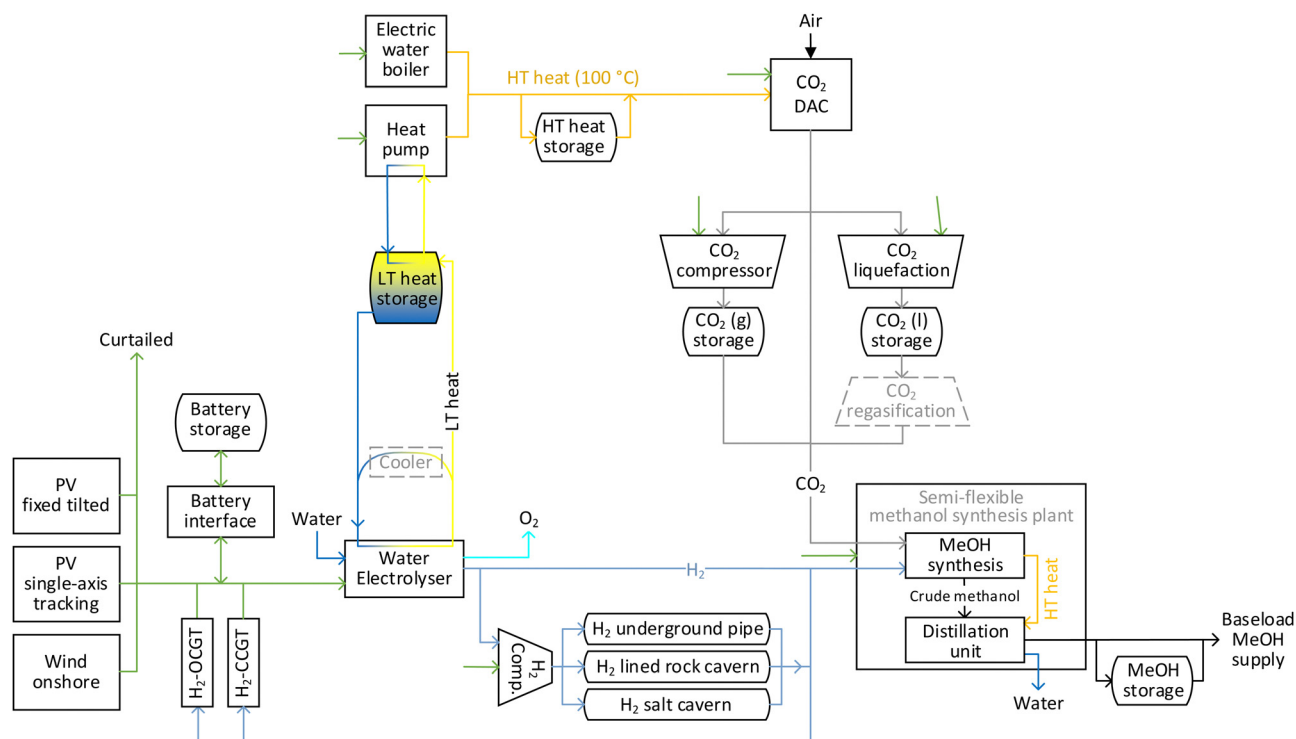 Electric
water
boiler
Air
HT heat (100 °C)
CO₂
DAC
Heat
pump
HT heat
storage
CO₂
compressor
CO₂
liquefaction
LT heat
storage
CO₂ (g)
storage
CO₂ (l)
storage
Curtailed
LT heat
CO₂
regasification
Battery
storage
Cooler
PV
fixed tilted
CO₂
Battery
interface
Semi-flexible
methanol synthesis plant
Water
O₂
MeOH
synthesis
PV
single-axis
tracking
Water
Electrolyser
H₂
HT heat
Crude methanol
Baseload
MeOH
supply
H₂ underground pipe
Distillation
unit
Wind
onshore
H₂-OCGT
H₂-CCGT
H₂
Comp.
H₂ lined rock cavern
MeOH
storage
H₂ salt cavern
Water